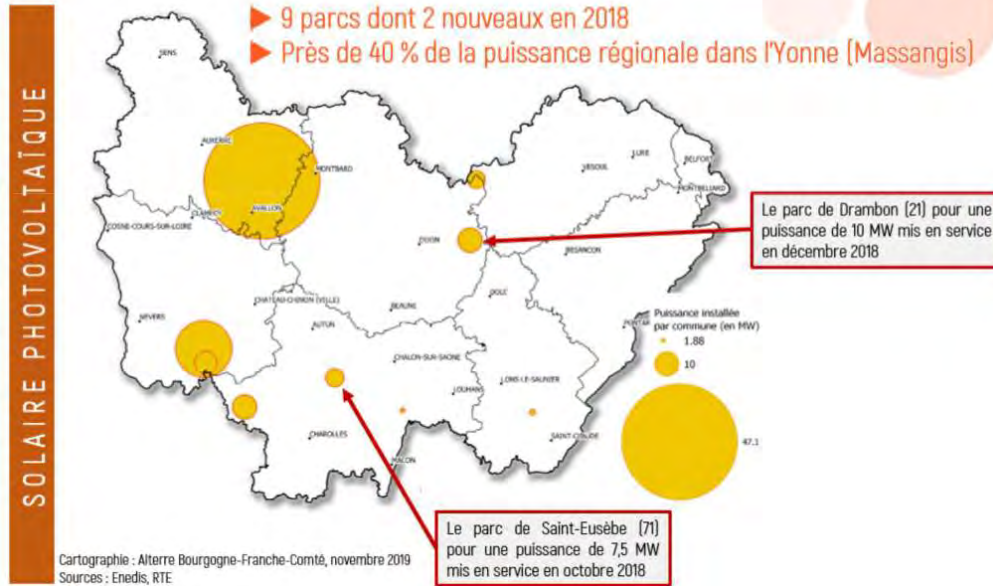 SOLAIRE PHOTOVOLTAÏQUE
▶ 9 parcs dont 2 nouveaux en 2018
▶ Près de 40 % de la puissance régionale dans l'Yonne (Massangis)
SENS
AUXERRE
MONTBARD
VESOUL
LURE
BELFORT
MONTBELIARD
CLAMECY
AVALLON
COSNE-COURS-SUR-LOIRE
DIJON
BESANCON
Le parc de Drambon (21) pour une
puissance de 10 MW mis en service
en décembre 2018
DOLE
CHATEAU-CHINON (VILLE)
BEAUNE
NEVERS
AUTUN
PONTAR
Puissance installée
par commune (en MW)
1.88
10
47.1
CHALON-SUR-SAONE
LOUHANS
LONS-LE-SAUNIER
CHAROLLES
SAINT-CLAUDE
MACON
Le parc de Saint-Eusèbe (71)
pour une puissance de 7,5 MW
mis en service en octobre 2018
Cartographie : Alterre Bourgogne-Franche-Comté, novembre 2019
Sources : Enedis, RTE